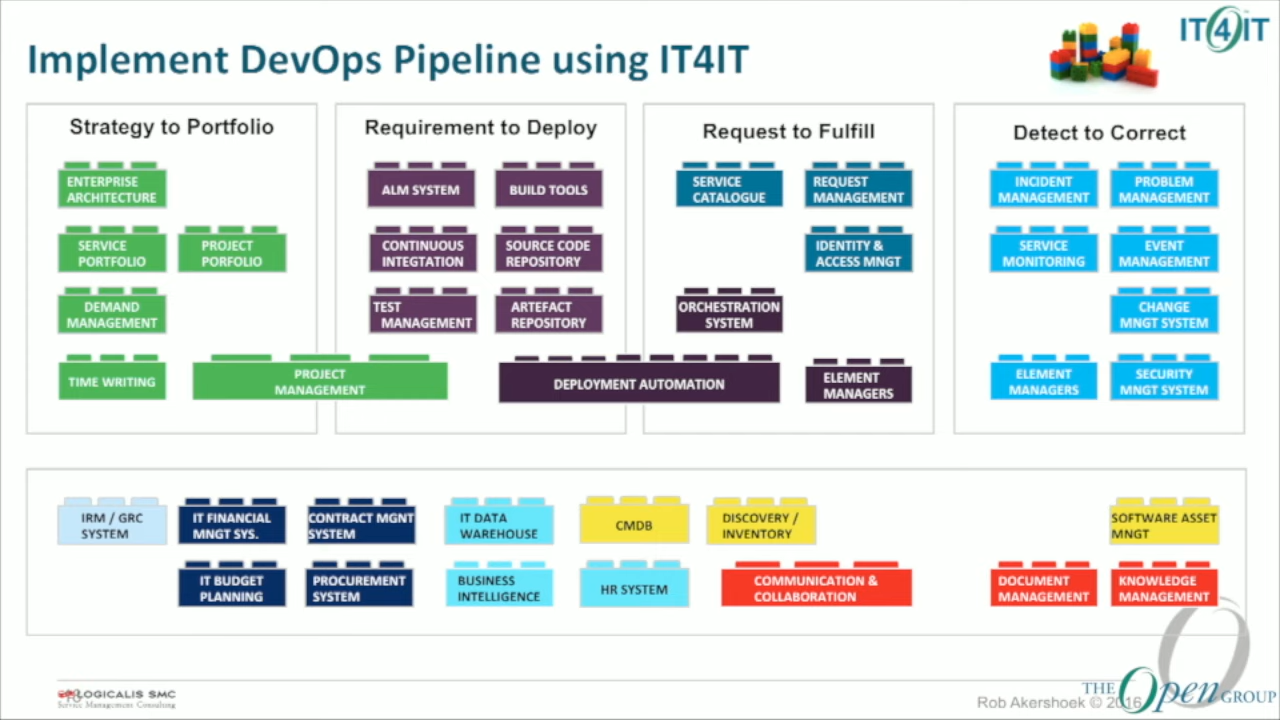 Implement DevOps Pipeline using IT4IT
IT4IT
Strategy to Portfolio
ENTERPRISE
ARCHITECTURE
SERVICE
PORTFOLIO
PROJECT
PORFOLIO
DEMAND
MANAGEMENT
TIME WRITING
PROJECT
MANAGEMENT
Requirement to Deploy
ALM SYSTEM
BUILD TOOLS
CONTINUOUS
INTEGTATION
SOURCE CODE
REPOSITORY
TEST
MANAGEMENT
ARTEFACT
REPOSITORY
DEPLOYMENT AUTOMATION
Request to Fulfill
SERVICE
CATALOGUE
REQUEST
MANAGEMENT
IDENTITY &
ACCESS MNGT
ORCHESTRATION
SYSTEM
ELEMENT
MANAGERS
Detect to Correct
INCIDENT
MANAGEMENT
PROBLEM
MANAGEMENT
SERVICE
MONITORING
EVENT
MANAGEMENT
CHANGE
MNGT SYSTEM
ELEMENT
MANAGERS
SECURITY
MNGT SYSTEM
IRM / GRC
SYSTEM
IT FINANCIAL
MNGT SYS.
CONTRACT MGNT
SYSTEM
IT DATA
WAREHOUSE
CMDB
DISCOVERY /
INVENTORY
SOFTWARE ASSET
MNGT
IT BUDGET
PLANNING
PROCUREMENT
SYSTEM
BUSINESS
INTELLIGENCE
HR SYSTEM
COMMUNICATION &
COLLABORATION
DOCUMENT
MANAGEMENT
KNOWLEDGE
MANAGEMENT
LOGICALIS SMC
Service Management Consulting
Rob Akershoek © 2016
THE Open GROUP